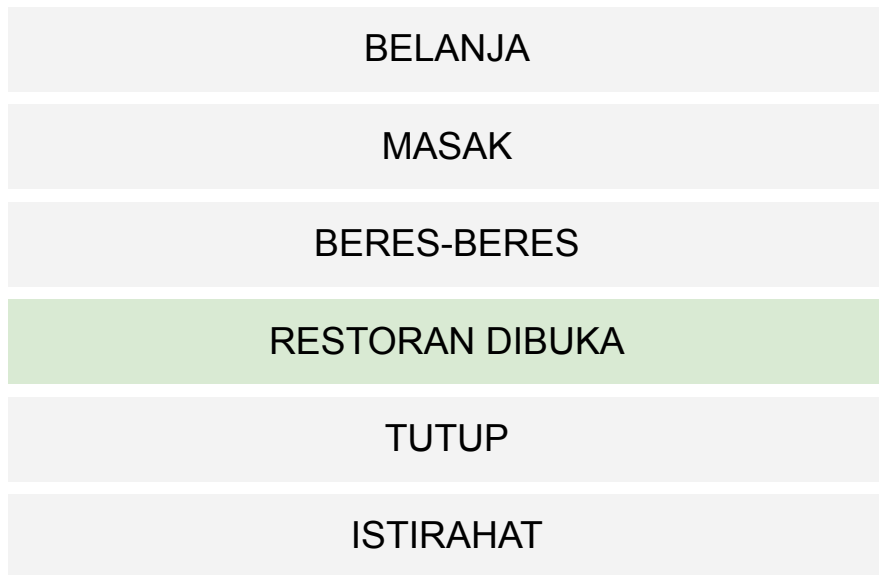 BELANJA
MASAK
BERES-BERES
RESTORAN DIBUKA
TUTUP
ISTIRAHAT